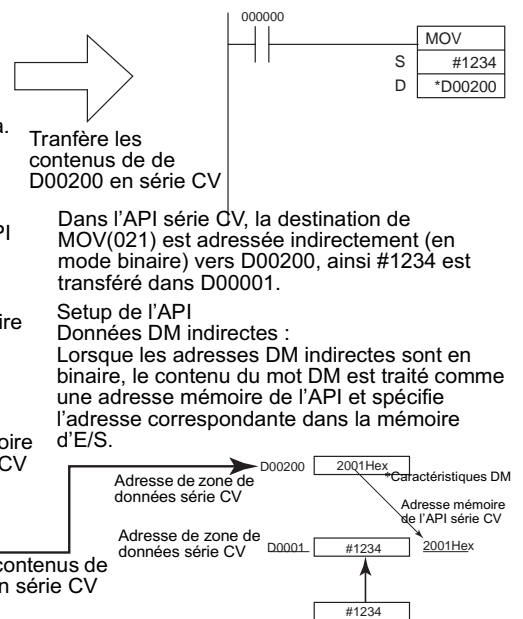 000000
MOV
S #1234
D *D00200
a.
Tranfère les
contenus de de
D00200 en série CV
PI
Dans l'API série CV, la destination de
MOV(021) est adressée indirectement (en
mode binaire) vers D00200, ainsi #1234 est
transféré dans D00001.
ire
Setup de l'API
Données DM indirectes :
Lorsque les adresses DM indirectes sont en
binaire, le contenu du mot DM est traité comme
une adresse mémoire de l'API et spécifie
l'adresse correspondante dans la mémoire
d'E/S.
oire
CV
Adresse de zone de
données série CV
D00200 2001Hex
*Caractéristiques DM
Adresse mémoire
de l'API série CV
Adresse de zone de
données série CV
D0001 #1234 2001Hex
contenus de
n série CV
#1234